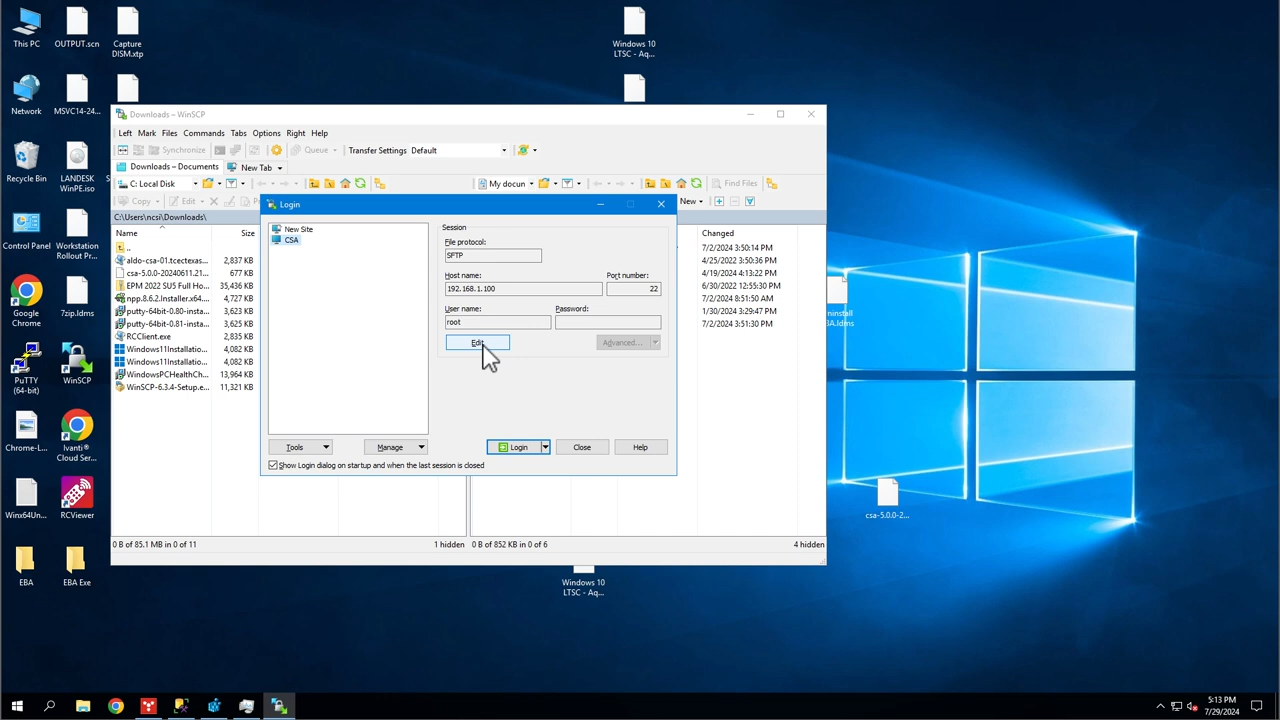 This PC
OUTPUT.scn
Capture
DISM.xtp
Windows 10
LTSC - Aq...
Network
MSVC14-24...
Recycle Bin
LANDESK
WinPE.iso
Control Panel
Workstation
Rollout Pr...
Google
Chrome
7zip.ldms
PuTTY
(64-bit)
WinSCP
Chrome-L...
Ivanti®
Cloud Ser...
Winx64Un...
RCViewer
EBA
EBA Exe
Downloads – WinSCP
Left Mark Files Commands Tabs Options Right Help
Synchronize
Queue
Transfer Settings Default
Downloads – Documents
New Tab
C: Local Disk
My docun
Find Files
Copy
Edit
New
C:\Users\ncsi\Downloads\
Name
Size
Changed
..
aldo-csa-01.tcectexas... 2,837 KB
csa-5.0.0-20240611.21... 677 KB
EPM 2022 SU5 Full Ho... 35,436 KB
npp.8.6.2.Installer.x64... 4,727 KB
putty-64bit-0.80-instal... 3,623 KB
putty-64bit-0.81-insta... 3,623 KB
RCClient.exe 2,835 KB
Windows11Installatio... 4,082 KB
Windows11Installatio... 4,082 KB
WindowsPCHealthCh... 13,964 KB
WinSCP-6.3.4-Setup.e... 11,321 KB
7/2/2024 3:50:14 PM
4/25/2022 3:50:36 PM
4/19/2024 4:13:22 PM
6/30/2022 12:55:30 PM
7/2/2024 8:51:50 AM
1/30/2024 3:29:47 PM
7/2/2024 3:51:30 PM
Login
New Site
CSA
Session
File protocol:
SFTP
Host name:
Port number:
192.168.1.100
22
User name:
Password:
root
Edit
Advanced...
Tools
Manage
Login
Close
Help
Show Login dialog on startup and when the last session is closed
0 B of 85.1 MB in 0 of 11
1 hidden
0 B of 852 KB in 0 of 6
4 hidden
csa-5.0.0-2...
Windows 10
LTSC - Aq...
5:13 PM
7/29/2024